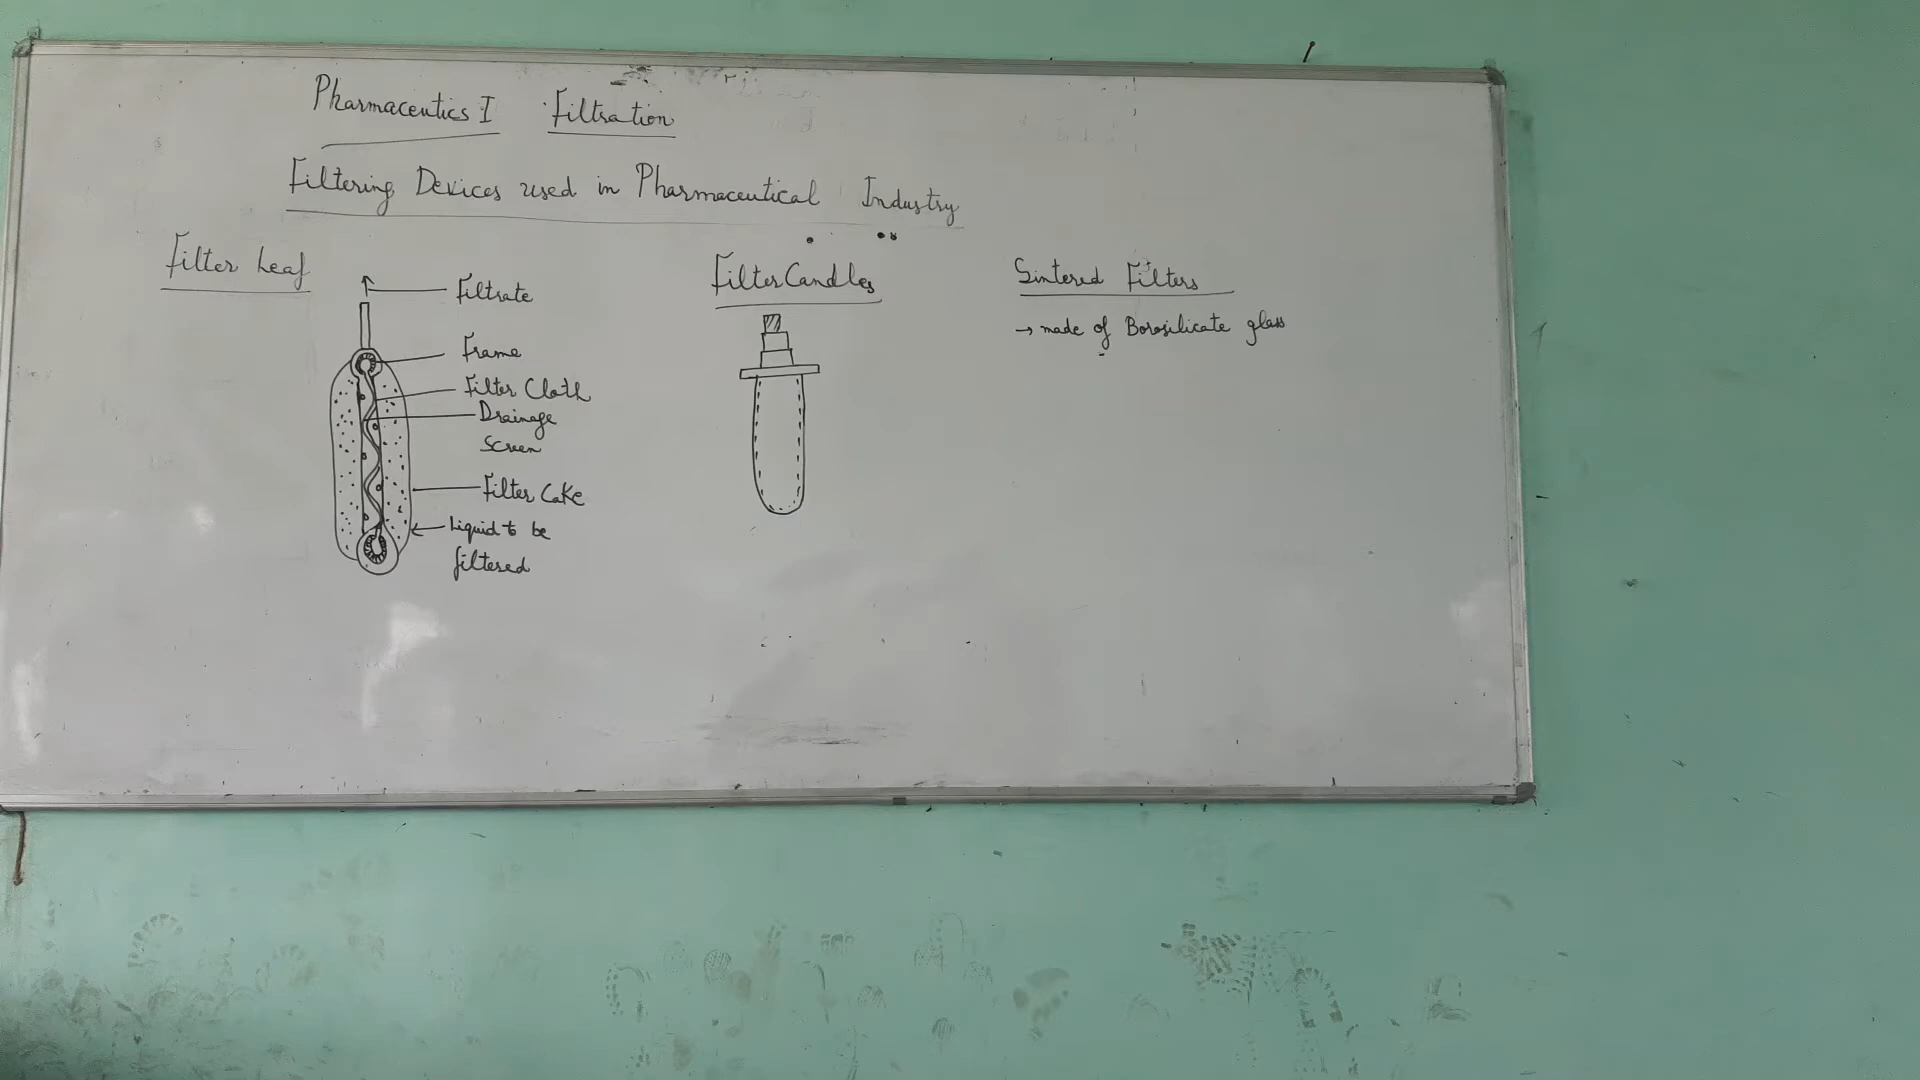 Pharmaceutics I Filtration
Filtering Devices used in Pharmaceutical Industry
Filter Leaf
Filtrate
Frame
Filter Cloth
Drainage
Screen
Filter Cake
Liquid to be
filtered
Filter Candles
Sintered Filters
→ made of Borosilicate glass